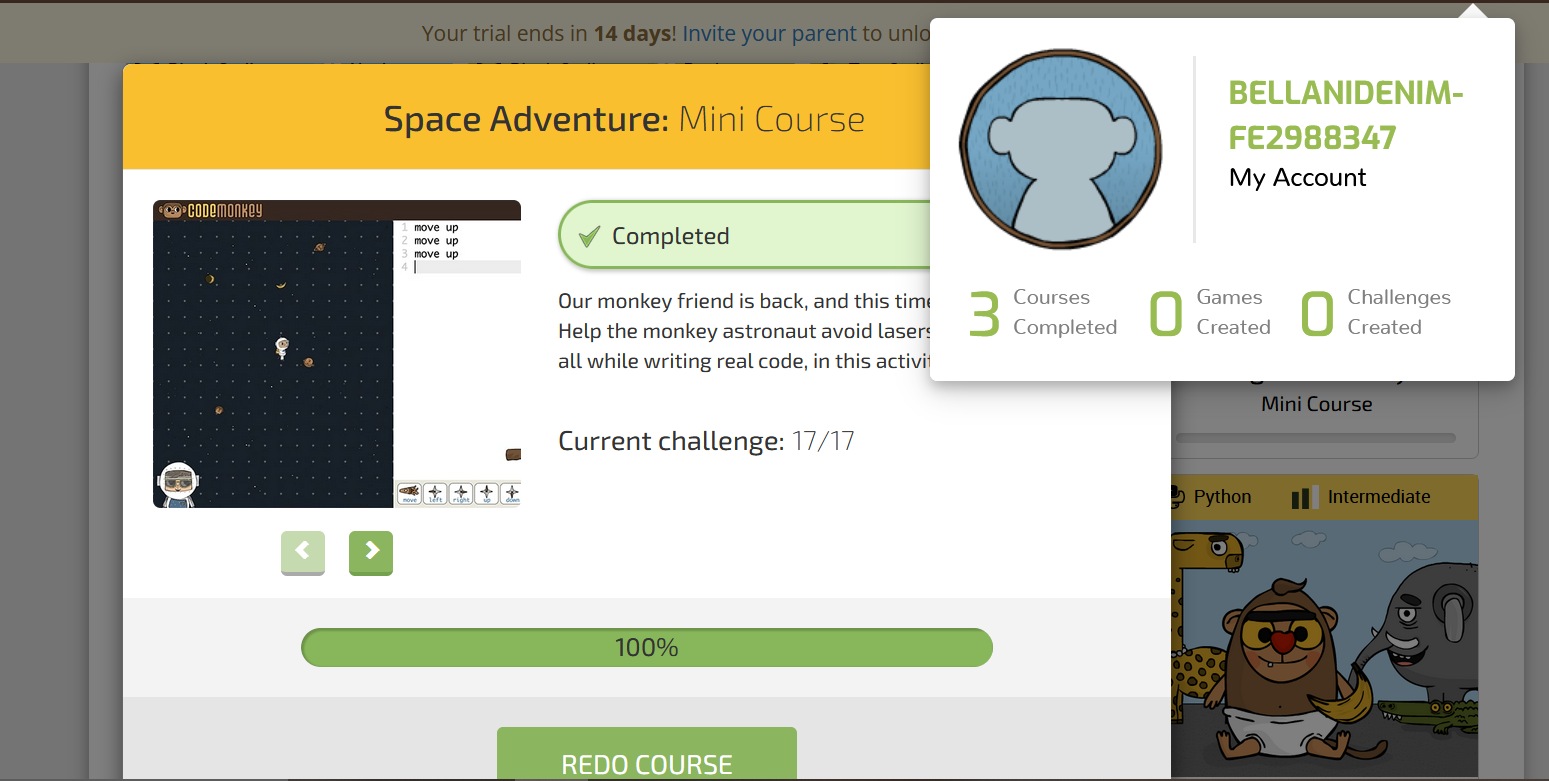 Your trial ends in 14 days! Invite your parent to unlo
Space Adventure: Mini Course
CODEMONKEY
1 move up
2 move up
3 move up
4
move left right up down
Completed
Our monkey friend is back, and this time
Help the monkey astronaut avoid lasers
all while writing real code, in this activi
Current challenge: 17/17
100%
REDO COURSE
BELLANIDENIM-
FE2988347
My Account
3 Courses Completed
0 Games Created
0 Challenges Created
Mini Course
Python Intermediate